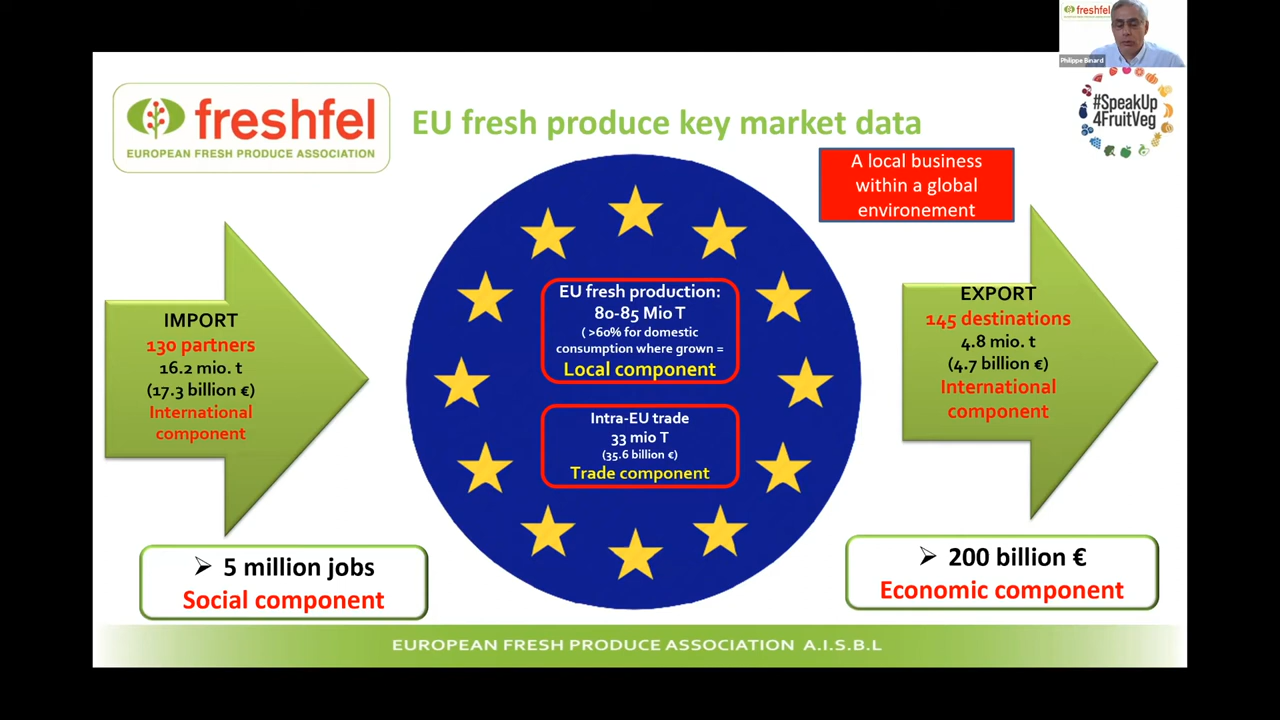 freshfel
Philippe Binard
freshfel
EUROPEAN FRESH PRODUCE ASSOCIATION
EU fresh produce key market data
#SpeakUp
4FruitVeg
A local business
within a global
environement
IMPORT
130 partners
16.2 mio. t
(17.3 billion €)
International
component
EU fresh production:
80-85 Mio T
( >60% for domestic
consumption where grown =
Local component
Intra-EU trade
33 mio T
(35.6 billion €)
Trade component
EXPORT
145 destinations
4.8 mio. t
(4.7 billion €)
International
component
➢ 5 million jobs
Social component
➢ 200 billion €
Economic component
EUROPEAN FRESH PRODUCE ASSOCIATION A.I.S.B.L